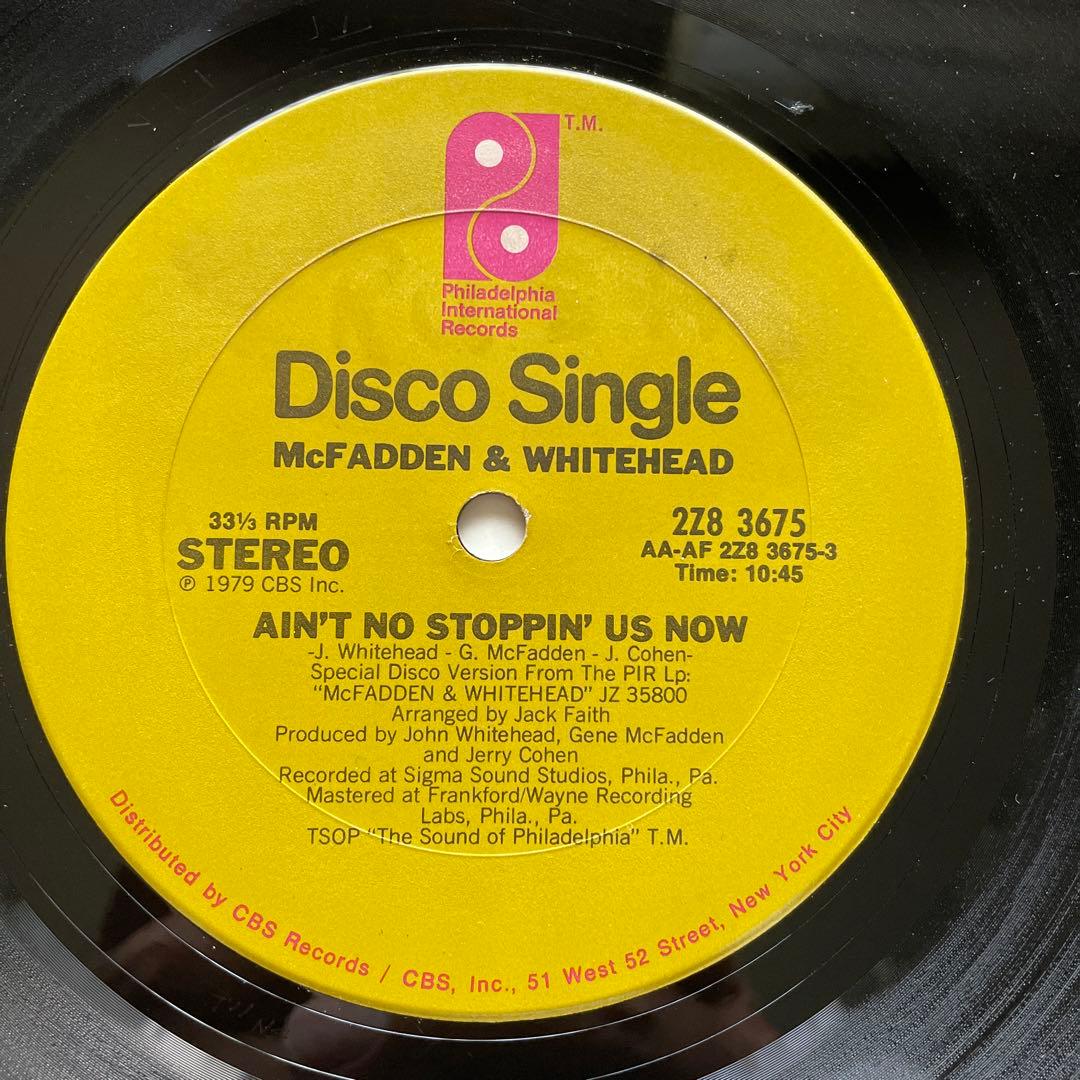 T.M.
Philadelphia
International
Records
Disco Single
McFADDEN & WHITEHEAD
33⅓ RPM
STEREO
℗ 1979 CBS Inc.
2Z8 3675
AA-AF 2Z8 3675-3
Time: 10:45
AIN'T NO STOPPIN' US NOW
-J. Whitehead - G. McFadden - J. Cohen-
Special Disco Version From The PIR Lp:
"McFADDEN & WHITEHEAD" JZ 35800
Arranged by Jack Faith
Produced by John Whitehead, Gene McFadden
and Jerry Cohen
Recorded at Sigma Sound Studios, Phila., Pa.
Mastered at Frankford/Wayne Recording
Labs, Phila., Pa.
TSOP "The Sound of Philadelphia" T.M.
Distributed by CBS Records / CBS, Inc., 51 West 52 Street, New York City